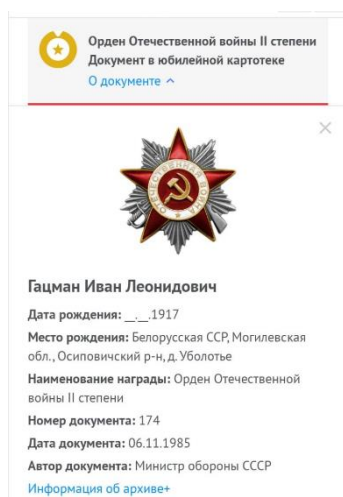 Орден Отечественной войны II степени
Документ в юбилейной картотеке
О документе
ОТЕЧЕСТВЕННАЯ ВОЙНА
Гацман Иван Леонидович
Дата рождения: __.__.1917
Место рождения: Белорусская ССР, Могилевская
обл., Осиповичский р-н, д. Уболотье
Наименование награды: Орден Отечественной
войны II степени
Номер документа: 174
Дата документа: 06.11.1985
Автор документа: Министр обороны СССР
Информация об архиве+